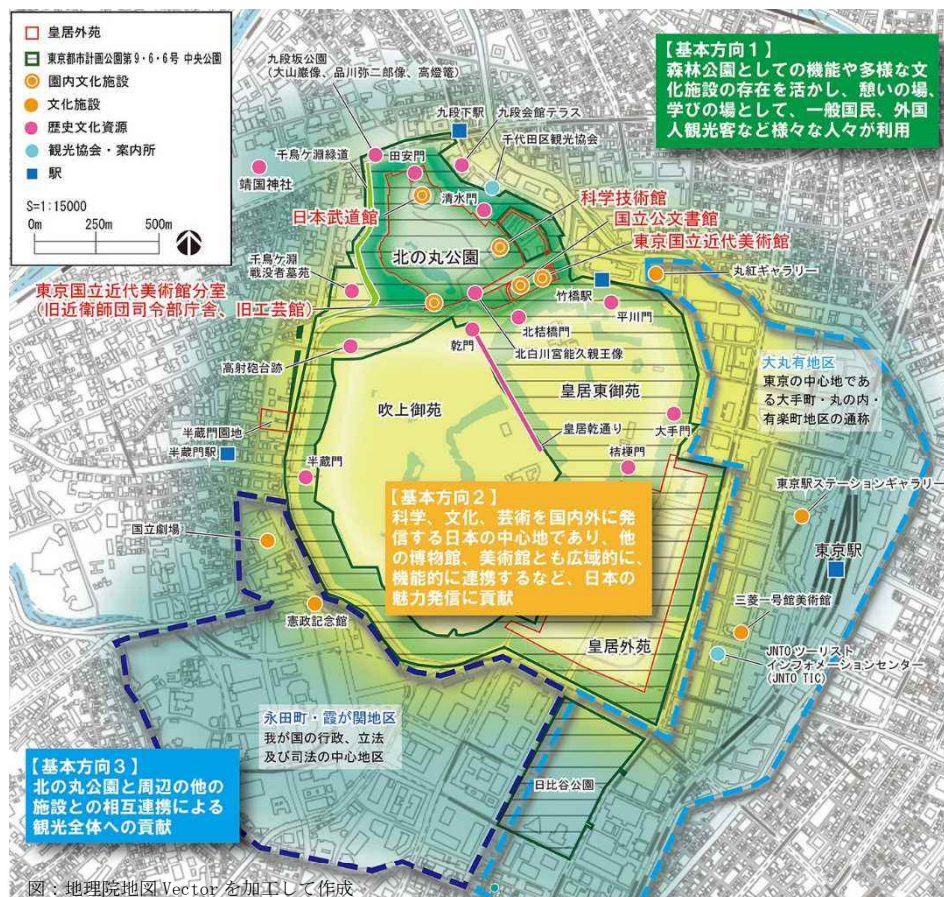 皇居外苑
東京都市計画公園第9・6・6号 中央公園
園内文化施設
文化施設
歴史文化資源
観光協会・案内所
駅
S=1:15000
0m 250m 500m
【基本方向1】
森林公園としての機能や多様な文
化施設の存在を活かし、憩いの場、
学びの場として、一般国民、外国
人観光客など様々な人々が利用
九段坂公園
(大山巌像、品川弥二郎像、高燈篭)
九段下駅
九段会館テラス
千代田区観光協会
千鳥ケ淵緑道
田安門
靖国神社
清水門
日本武道館
科学技術館
国立公文書館
東京国立近代美術館
北の丸公園
千鳥ケ淵
戦没者墓苑
竹橋駅
丸紅ギャラリー
東京国立近代美術館分室
(旧近衛師団司令部庁舎、旧工芸館)
平川門
北桔橋門
乾門
北白川宮能久親王像
高射砲台跡
大丸有地区
東京の中心地であ
る大手町・丸の内・
有楽町地区の通称
皇居東御苑
吹上御苑
皇居乾通り
大手門
半蔵門園地
半蔵門駅
半蔵門
桔梗門
東京駅ステーションギャラリー
【基本方向2】
科学、文化、芸術を国内外に発
信する日本の中心地であり、他
の博物館、美術館とも広域的に、
機能的に連携するなど、日本の
魅力発信に貢献
国立劇場
東京駅
憲政記念館
三菱一号館美術館
皇居外苑
JNTO ツーリスト
インフォメーションセンター
(JNTO TIC)
永田町・霞が関地区
我が国の行政、立法
及び司法の中心地区
【基本方向3】
北の丸公園と周辺の他の
施設との相互連携による
観光全体への貢献
日比谷公園
図:地理院地図 Vector を加工して作成